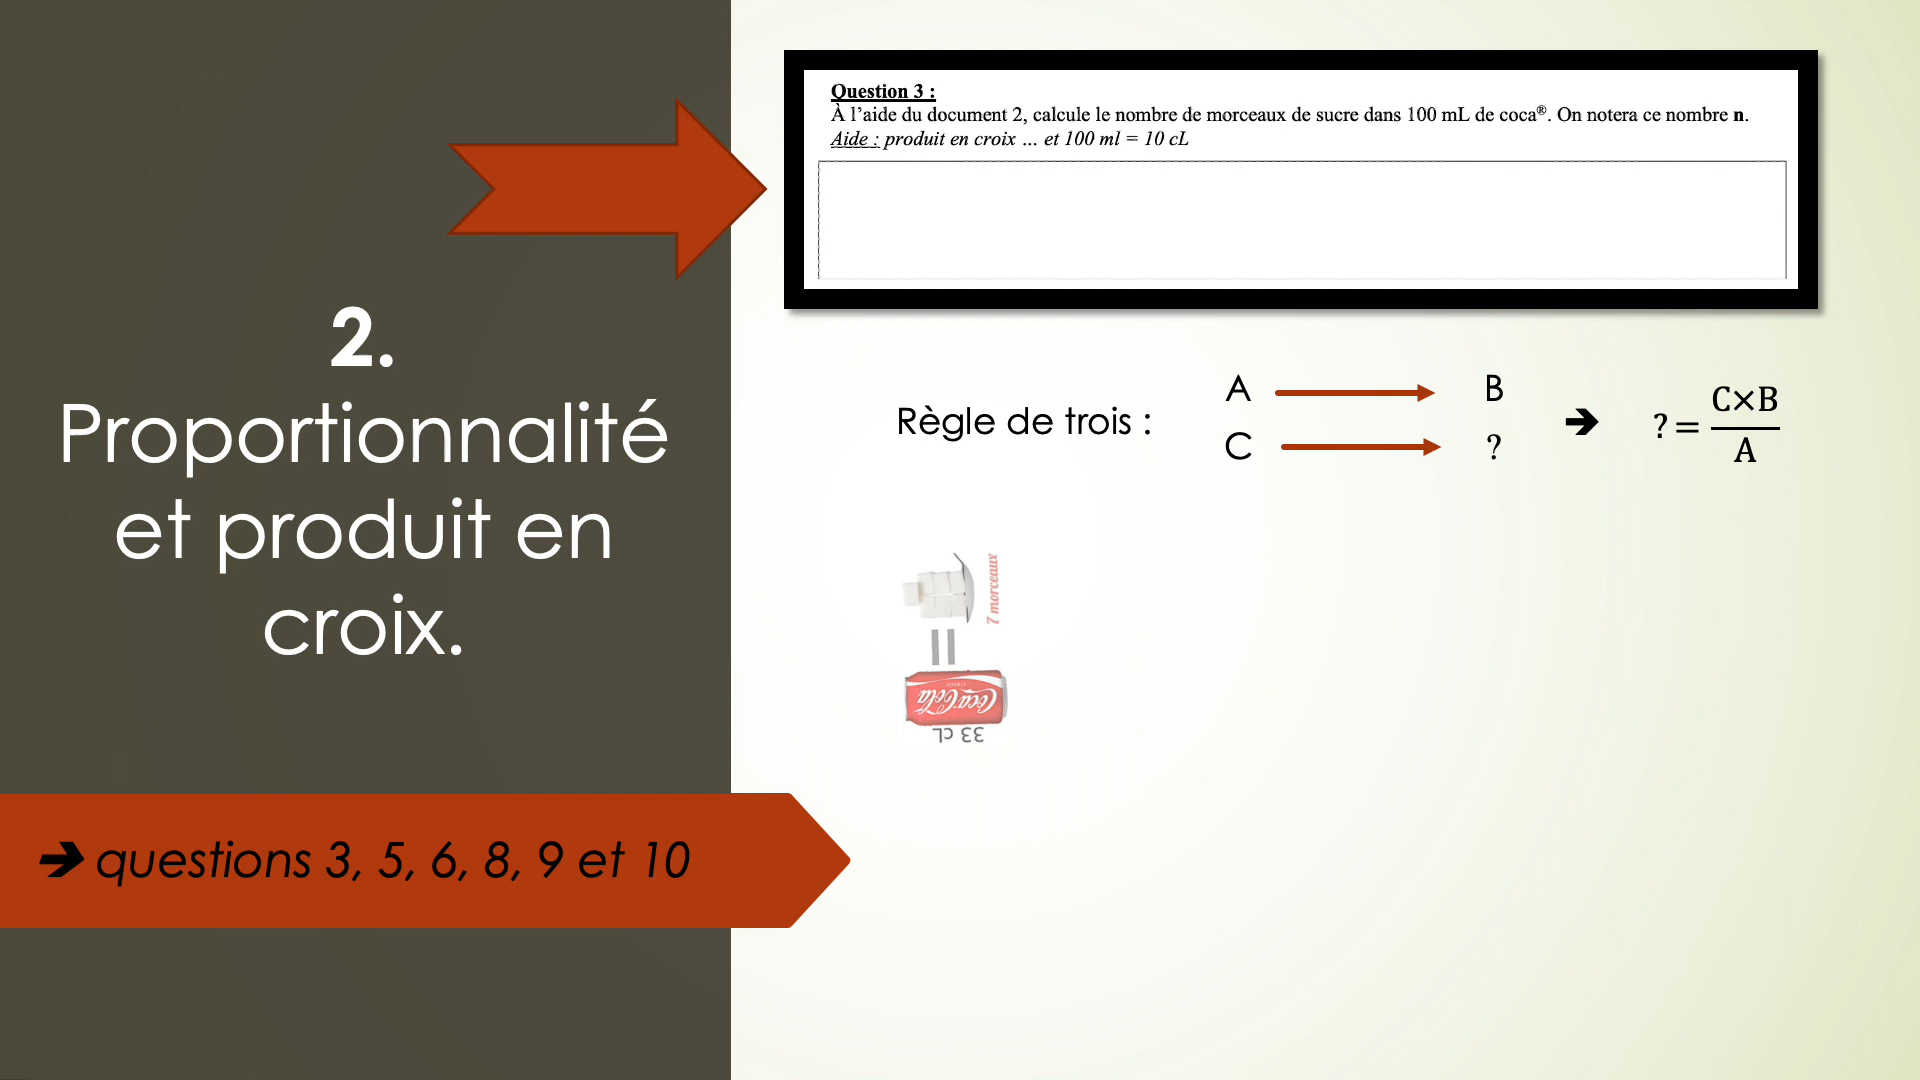 2.
Proportionnalité
et produit en
croix.
➔ questions 3, 5, 6, 8, 9 et 10
Question 3 :
À l’aide du document 2, calcule le nombre de morceaux de sucre dans 100 mL de coca®. On notera ce nombre n.
Aide : produit en croix ... et 100 ml = 10 cL
Règle de trois :
A B
C ?
➔ ? = C×B / A
7 morceaux
Coca-Cola
33 cL